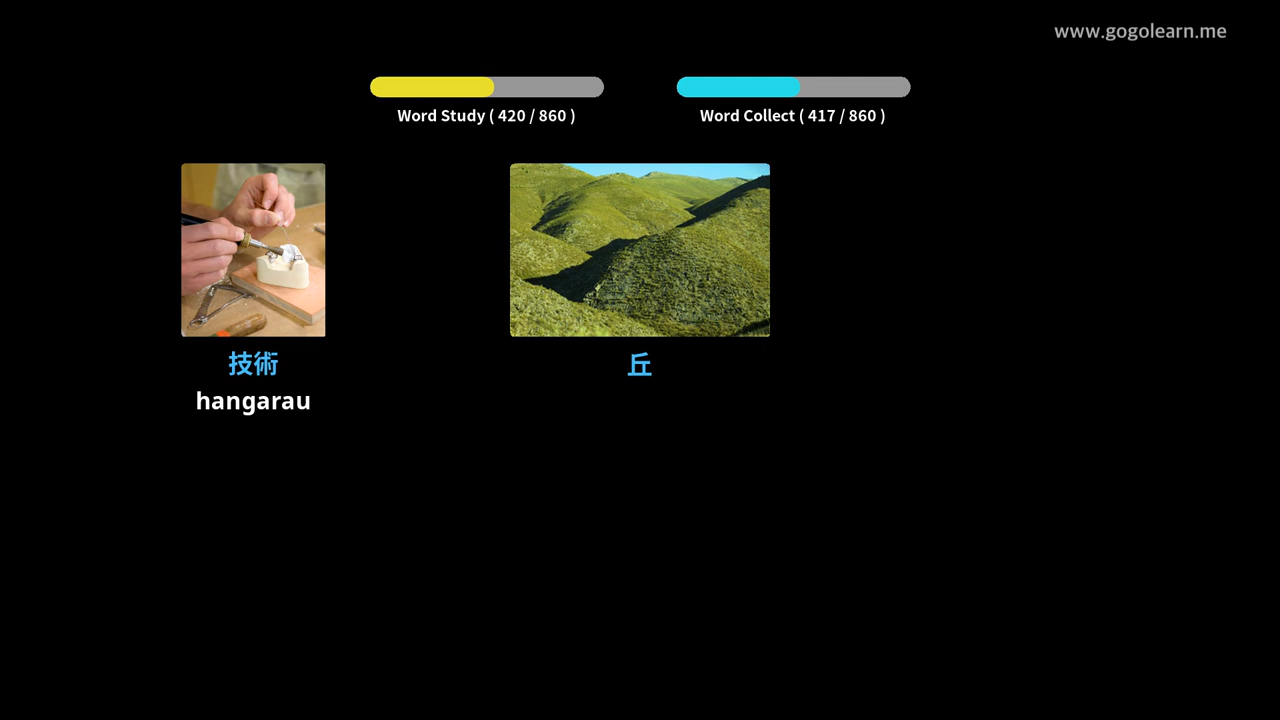 www.gogolearn.me
Word Study ( 420 / 860 )
Word Collect ( 417 / 860 )
技術
hangarau
丘